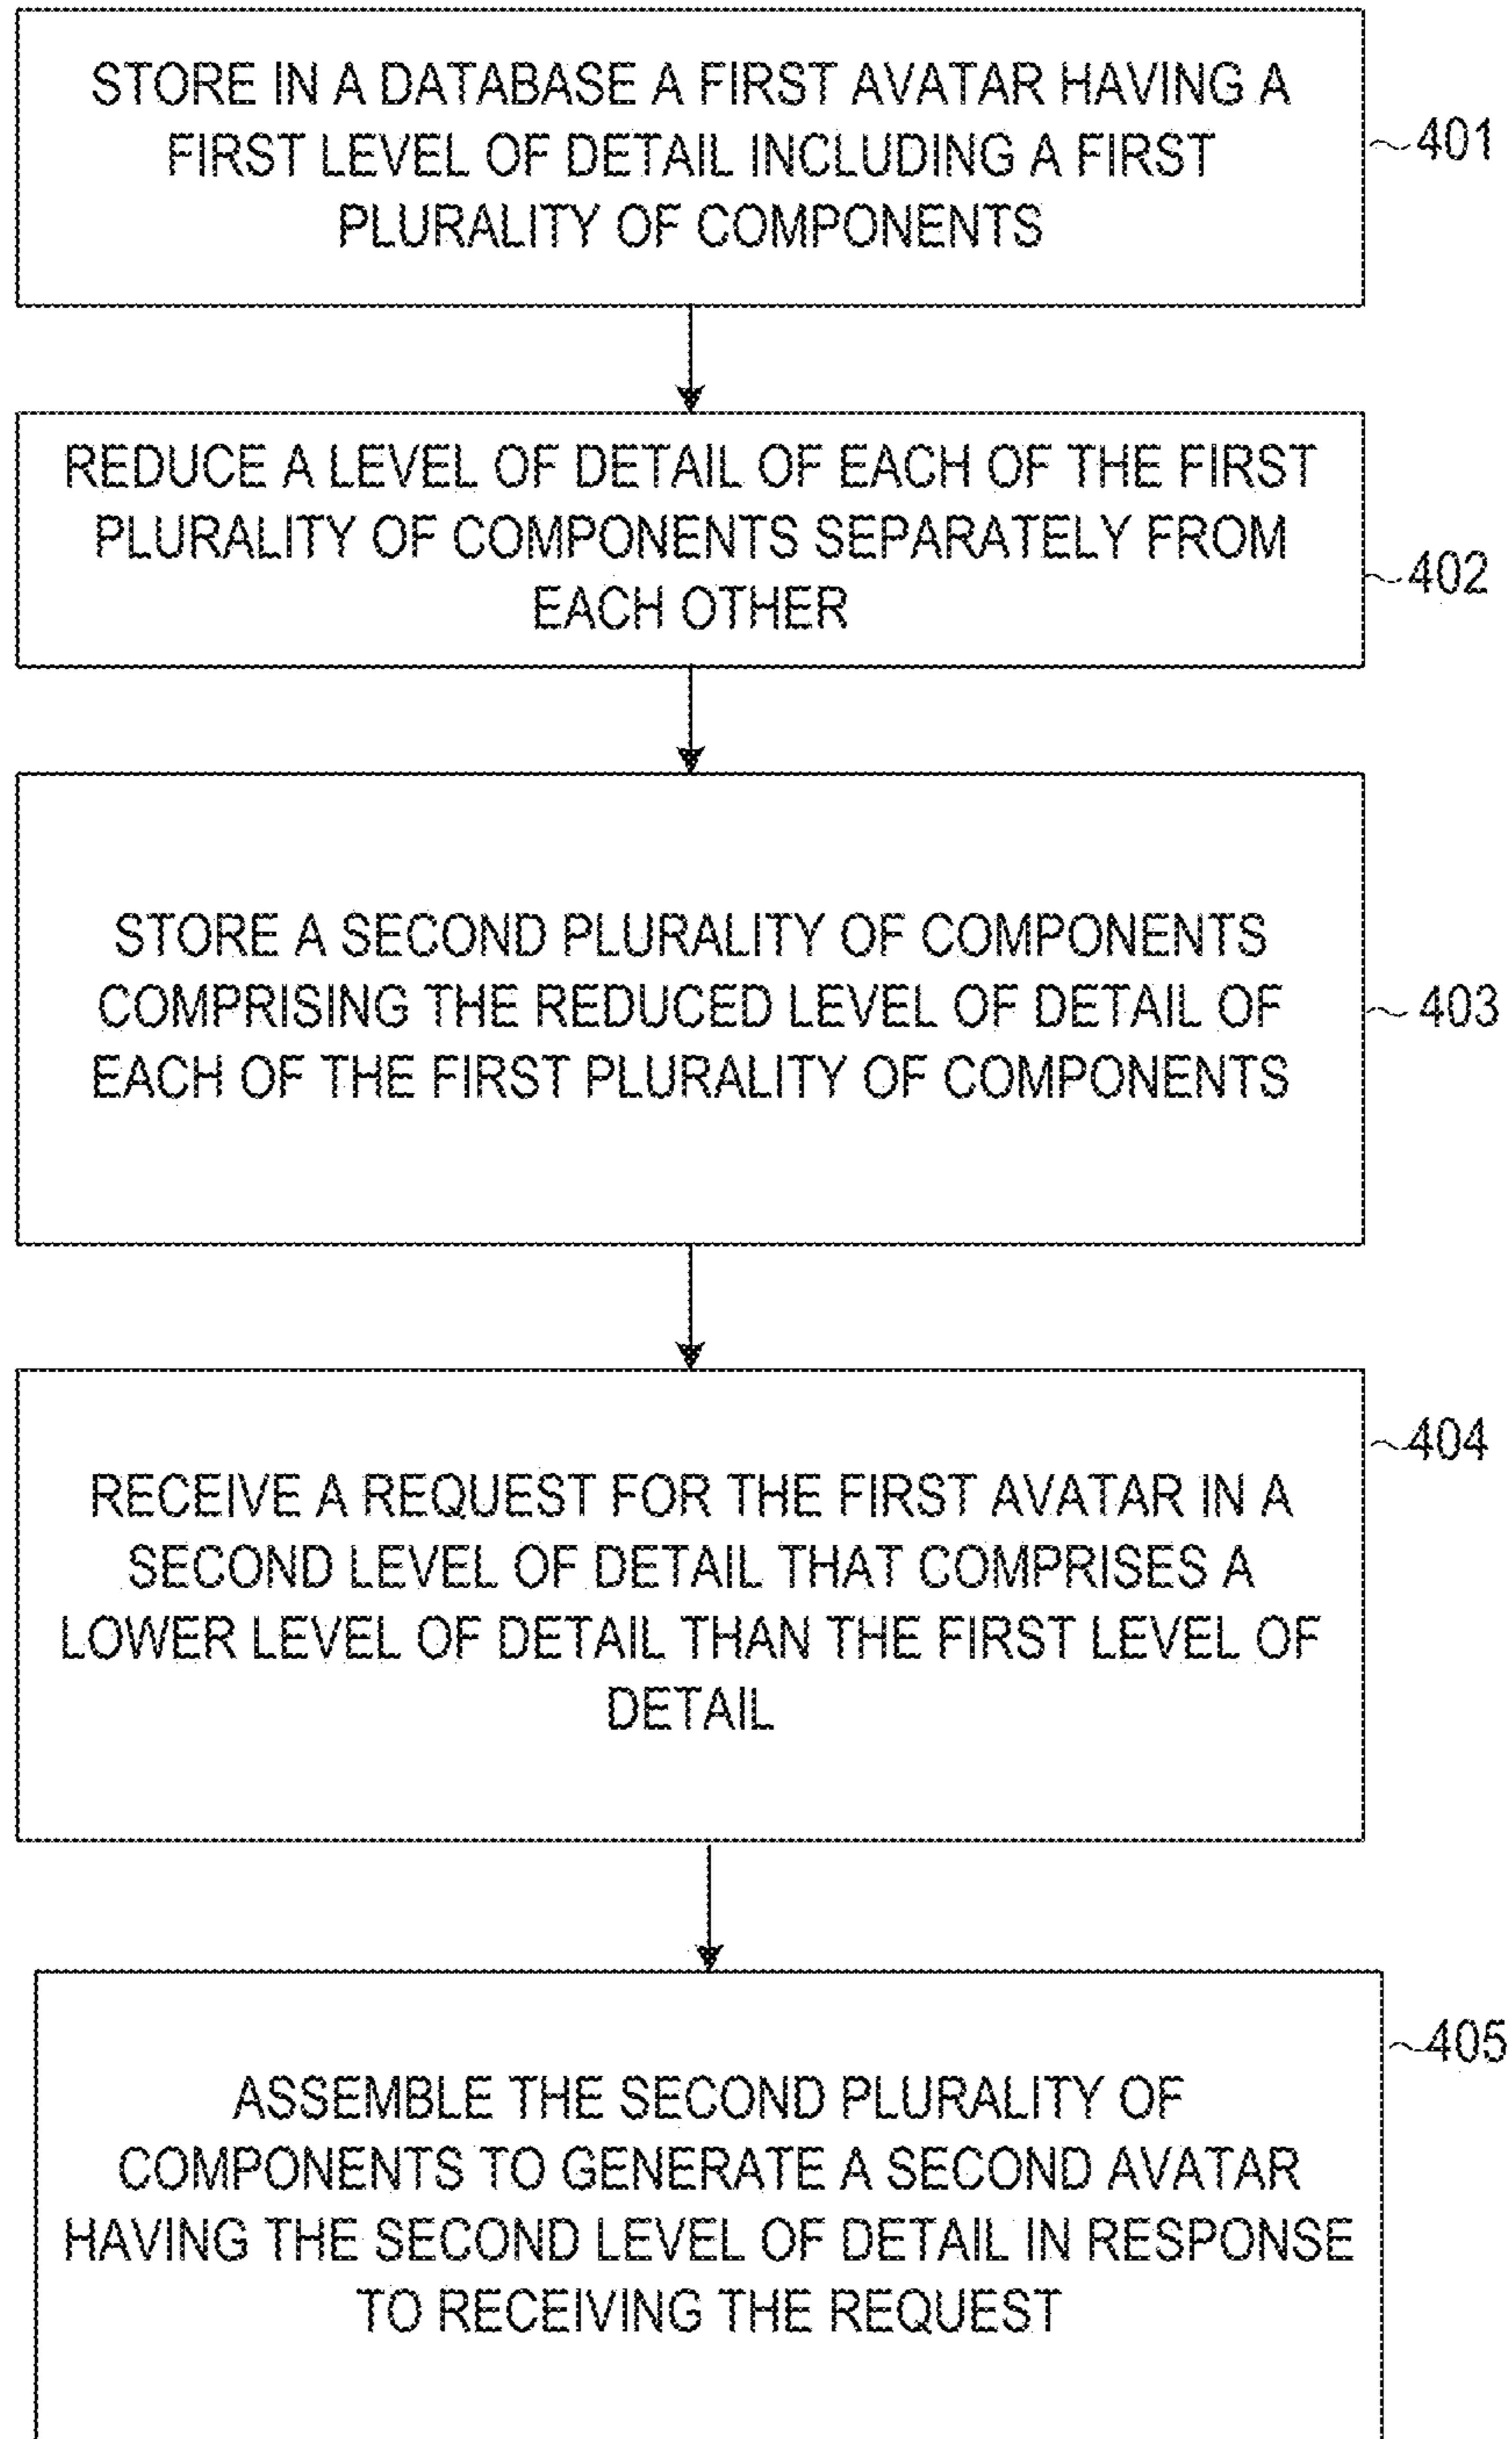 STORE IN A DATABASE A FIRST AVATAR HAVING A
FIRST LEVEL OF DETAIL INCLUDING A FIRST
PLURALITY OF COMPONENTS
401
REDUCE A LEVEL OF DETAIL OF EACH OF THE FIRST
PLURALITY OF COMPONENTS SEPARATELY FROM
EACH OTHER
402
STORE A SECOND PLURALITY OF COMPONENTS
COMPRISING THE REDUCED LEVEL OF DETAIL OF
EACH OF THE FIRST PLURALITY OF COMPONENTS
403
RECEIVE A REQUEST FOR THE FIRST AVATAR IN A
SECOND LEVEL OF DETAIL THAT COMPRISES A
LOWER LEVEL OF DETAIL THAN THE FIRST LEVEL OF
DETAIL
404
ASSEMBLE THE SECOND PLURALITY OF
COMPONENTS TO GENERATE A SECOND AVATAR
HAVING THE SECOND LEVEL OF DETAIL IN RESPONSE
TO RECEIVING THE REQUEST
405